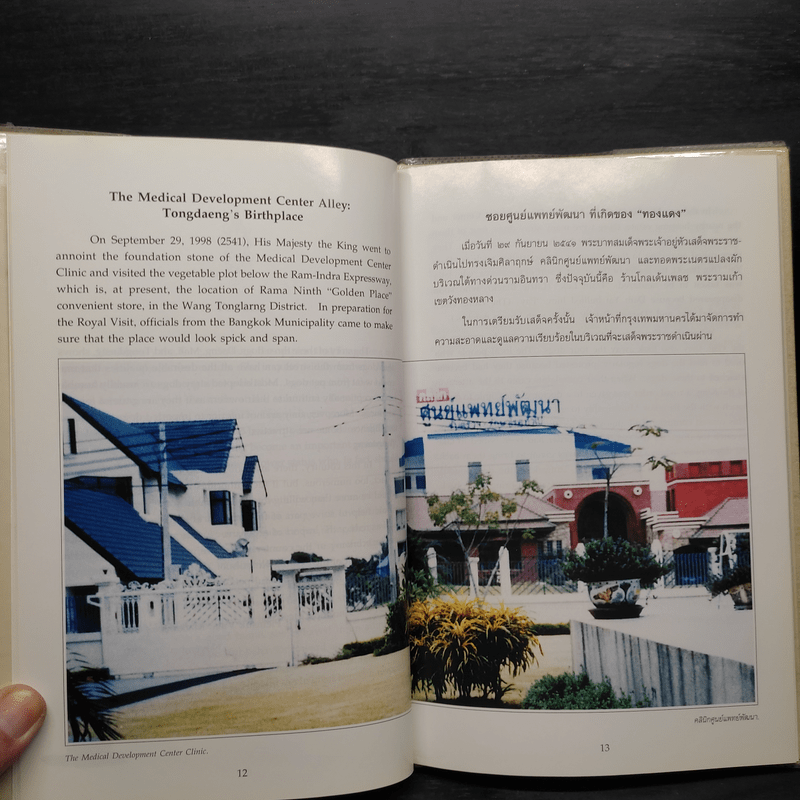 The Medical Development Center Alley:
Tongdaeng's Birthplace
On September 29, 1998 (2541), His Majesty the King went to
annoint the foundation stone of the Medical Development Center
Clinic and visited the vegetable plot below the Ram-Indra Expressway,
which is, at present, the location of Rama Ninth "Golden Place"
convenient store, in the Wang Tonglarng District. In preparation for
the Royal Visit, officials from the Bangkok Municipality came to make
sure that the place would look spick and span.
The Medical Development Center Clinic.
12
ซอยศูนย์แพทย์พัฒนา ที่เกิดของ "ทองแดง"
เมื่อวันที่ ๒๙ กันยายน ๒๕๔๑ พระบาทสมเด็จพระเจ้าอยู่หัวเสด็จพระราช-
ดำเนินไปทรงเจิมศิลาฤกษ์ คลินิกศูนย์แพทย์พัฒนา และทอดพระเนตรแปลงผัก
บริเวณใต้ทางด่วนรามอินทรา ซึ่งปัจจุบันนี้คือ ร้านโกลเด้นเพลซ พระรามเก้า
เขตวังทองหลาง
ในการเตรียมรับเสด็จครั้งนั้น เจ้าหน้าที่กรุงเทพมหานครได้มาจัดการทำ
ความสะอาดและดูแลความเรียบร้อยในบริเวณที่จะเสด็จพระราชดำเนินผ่าน
ศูนย์แพทย์พัฒนา
คลินิกศูนย์แพทย์พัฒนา.
13